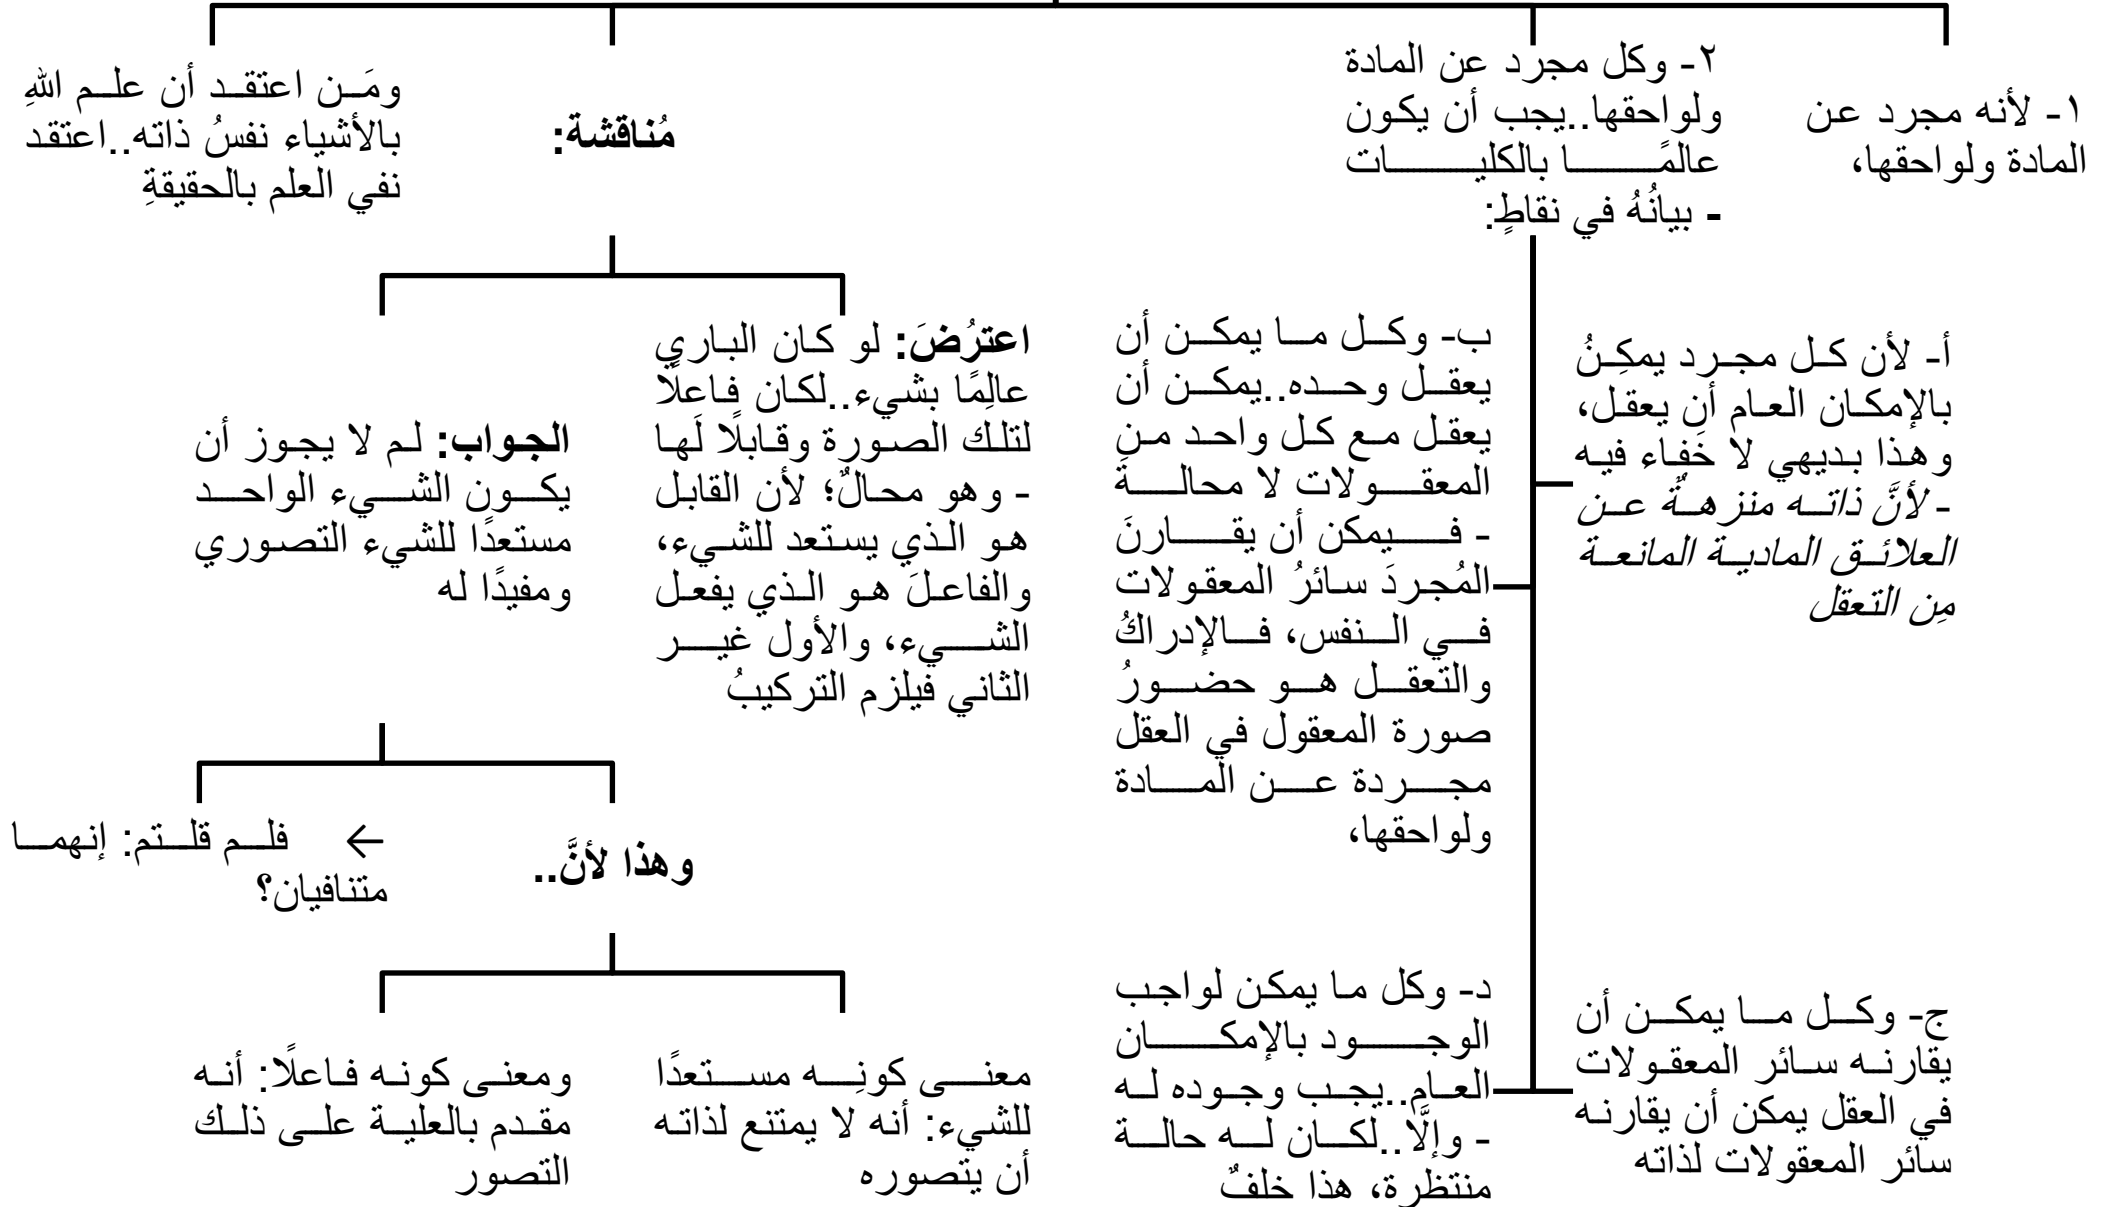 ١- لأنه مجرد عن
المادة ولواحقها،
٢- وكل مجرد عن المادة
ولواحقها..يجب أن يكون
عالمًا بالكليات
- بيانُهُ في نقاطٍ:
مُناقشة:
ومَن اعتقد أن علم اللهِ
بالأشياء نفسُ ذاته..اعتقد
نفي العلم بالحقيقةِ
أ- لأن كل مجرد يمكِنُ
بالإمكان العام أن يعقل،
وهذا بديهي لا خَفاء فيه
- لأنَّ ذاته منزهةٌ عن
العلائق المادية المانعة
مِن التعقل
ب- وكل ما يمكن أن
يعقل وحده..يمكن أن
يعقل مع كل واحد من
المعقولات لا محالةَ
- فيمكن أن يقارنَ
المُجردَ سائرُ المعقولات
في النفس، فالإدراكُ
والتعقل هو حضورُ
صورة المعقول في العقل
مجردة عن المادة
ولواحقها،
ج- وكل ما يمكن أن
يقارنه سائر المعقولات
في العقل يمكن أن يقارنه
سائر المعقولات لذاته
د- وكل ما يمكن لواجب
الوجود بالإمكان
العام..يجب وجوده له
- وإلَّا..لكان له حالة
منتظرة، هذا خلفٌ
اعترُضَ: لو كان الباري
عالِمًا بشيء..لكان فاعلًا
لتلك الصورة وقابلًا لَها
- وهو محالٌ؛ لأن القابل
هو الذي يستعد للشيء،
والفاعلَ هو الذي يفعل
الشيء، والأول غير
الثاني فيلزم التركيبُ
الجواب: لم لا يجوز أن
يكون الشيء الواحد
مستعدًا للشيء التصوري
ومفيدًا له
وهذا لأنَّ..
← فلم قلتم: إنهما
متنافيان؟
معنى كونِه مستعدًا
للشيء: أنه لا يمتنع لذاته
أن يتصوره
ومعنى كونه فاعلًا: أنه
مقدم بالعلية على ذلك
التصور